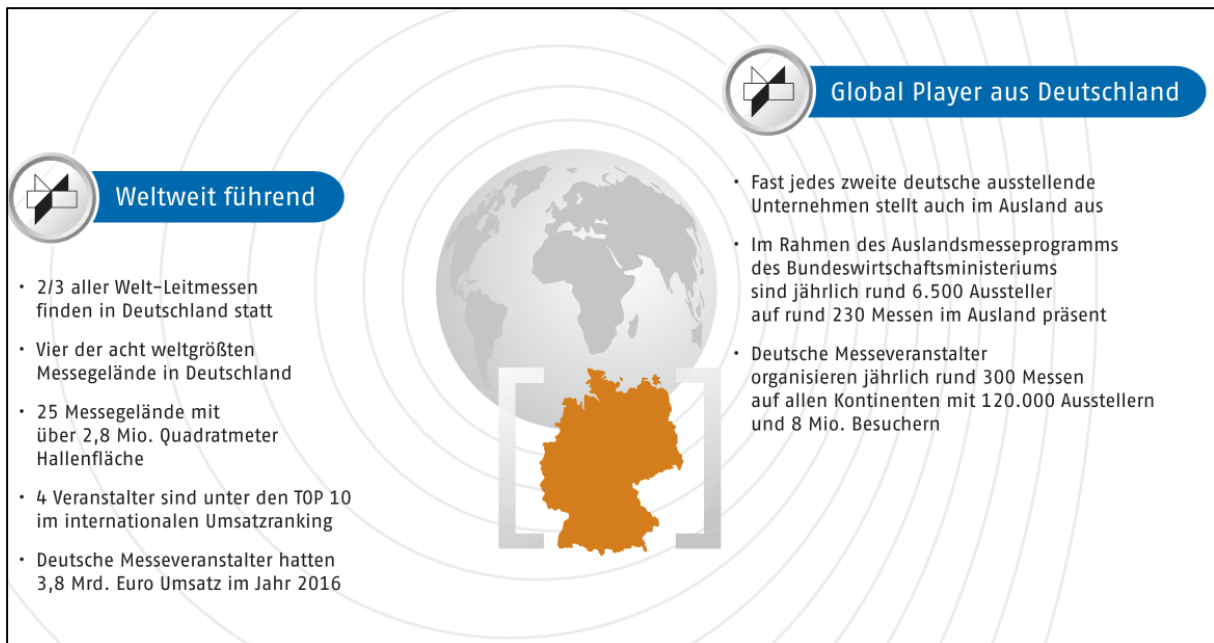 Weltweit führend
· 2/3 aller Welt-Leitmessen
finden in Deutschland statt
· Vier der acht weltgrößten
Messegelände in Deutschland
· 25 Messegelände mit
über 2,8 Mio. Quadratmeter
Hallenfläche
· 4 Veranstalter sind unter den TOP 10
im internationalen Umsatzranking
· Deutsche Messeveranstalter hatten
3,8 Mrd. Euro Umsatz im Jahr 2016
Global Player aus Deutschland
· Fast jedes zweite deutsche ausstellende
Unternehmen stellt auch im Ausland aus
· Im Rahmen des Auslandsmesseprogramms
des Bundeswirtschaftsministeriums
sind jährlich rund 6.500 Aussteller
auf rund 230 Messen im Ausland präsent
· Deutsche Messeveranstalter
organisieren jährlich rund 300 Messen
auf allen Kontinenten mit 120.000 Ausstellern
und 8 Mio. Besuchern